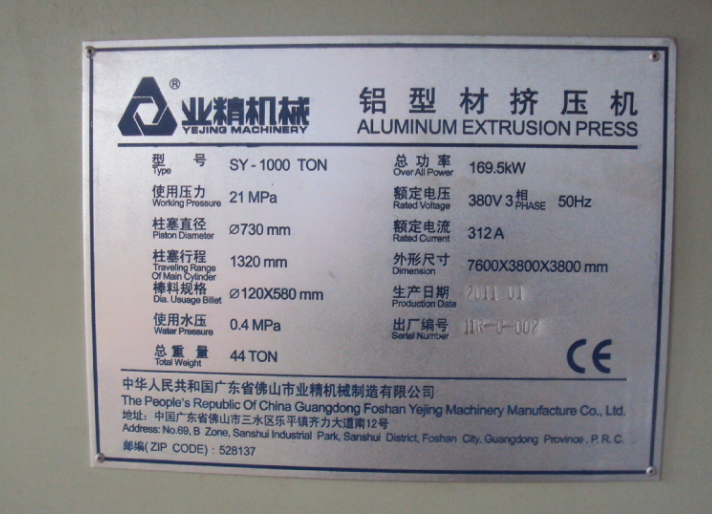 ®
业精机械
YEJING MACHINERY
铝型材挤压机
ALUMINUM EXTRUSION PRESS
型号 Type SY-1000 TON
总功率 Over All Power 169.5kW
使用压力 Working Pressure 21 MPa
额定电压 Rated Voltage 380V 3相PHASE 50Hz
柱塞直径 Piston Diameter Ø730 mm
额定电流 Rated Current 312A
柱塞行程 Traveling Range Of Main Cylinder 1320 mm
外形尺寸 Dimension 7600X3800X3800 mm
棒料规格 Dia. Usuage Billet Ø120X580 mm
生产日期 Production Date 2011 01
使用水压 Water Pressure 0.4 MPa
出厂编号 Serial Number
总重量 Total Weight 44 TON
CE
中华人民共和国广东省佛山市业精机械制造有限公司
The People's Republic Of China Guangdong Foshan Yejing Machinery Manufacture Co., Ltd.
地址: 中国广东省佛山市三水区乐平镇齐力大道南12号
Address: No.69, B Zone, Sanshui Industrial Park, Sanshui District, Foshan City, Guangdong Province, P.R.C.
邮编(ZIP CODE): 528137